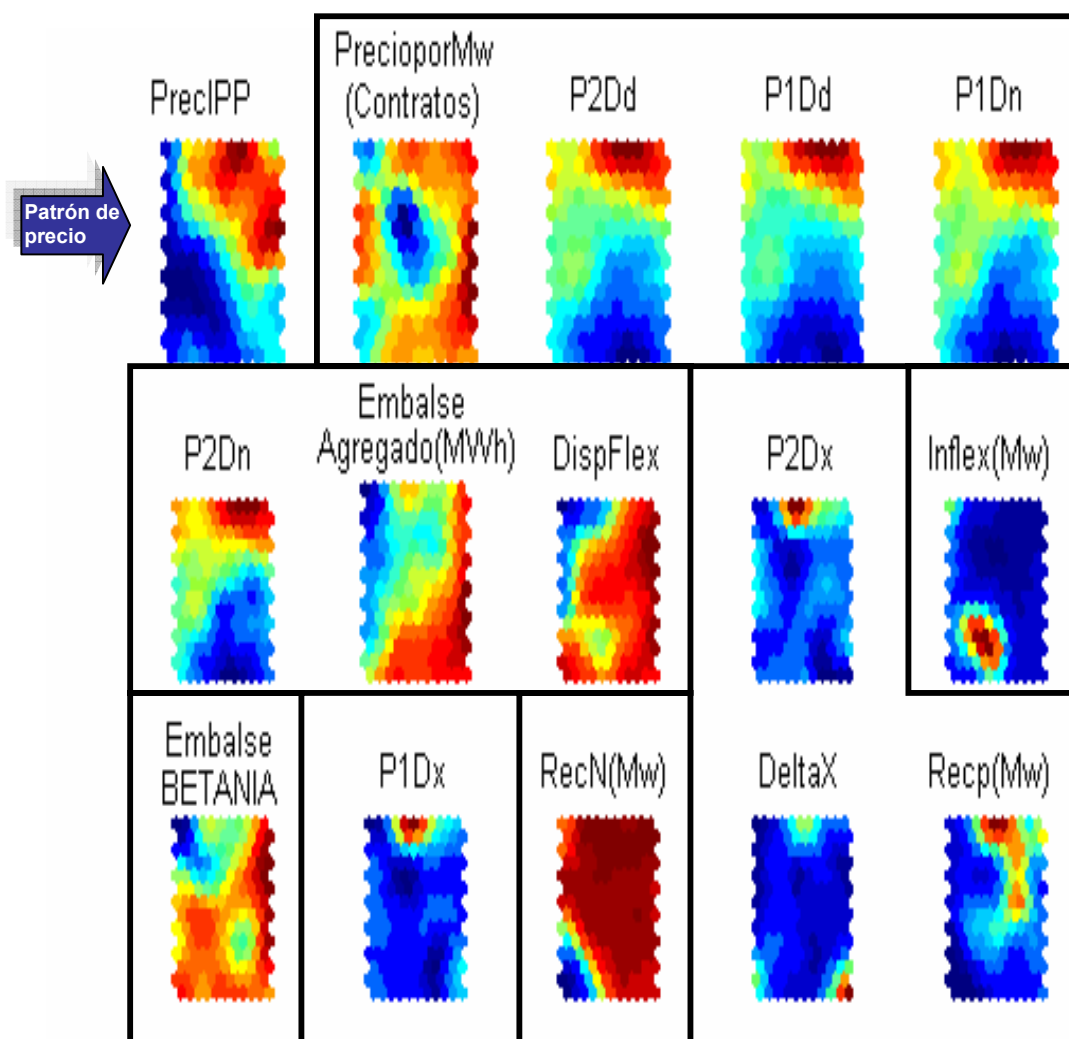 PrecIPP
PrecioporMw
(Contratos)
P2Dd
P1Dd
P1Dn
Patrón de
precio
P2Dn
Embalse
Agregado(MWh)
DispFlex
P2Dx
Inflex(Mw)
Embalse
BETANIA
P1Dx
RecN(Mw)
DeltaX
Recp(Mw)